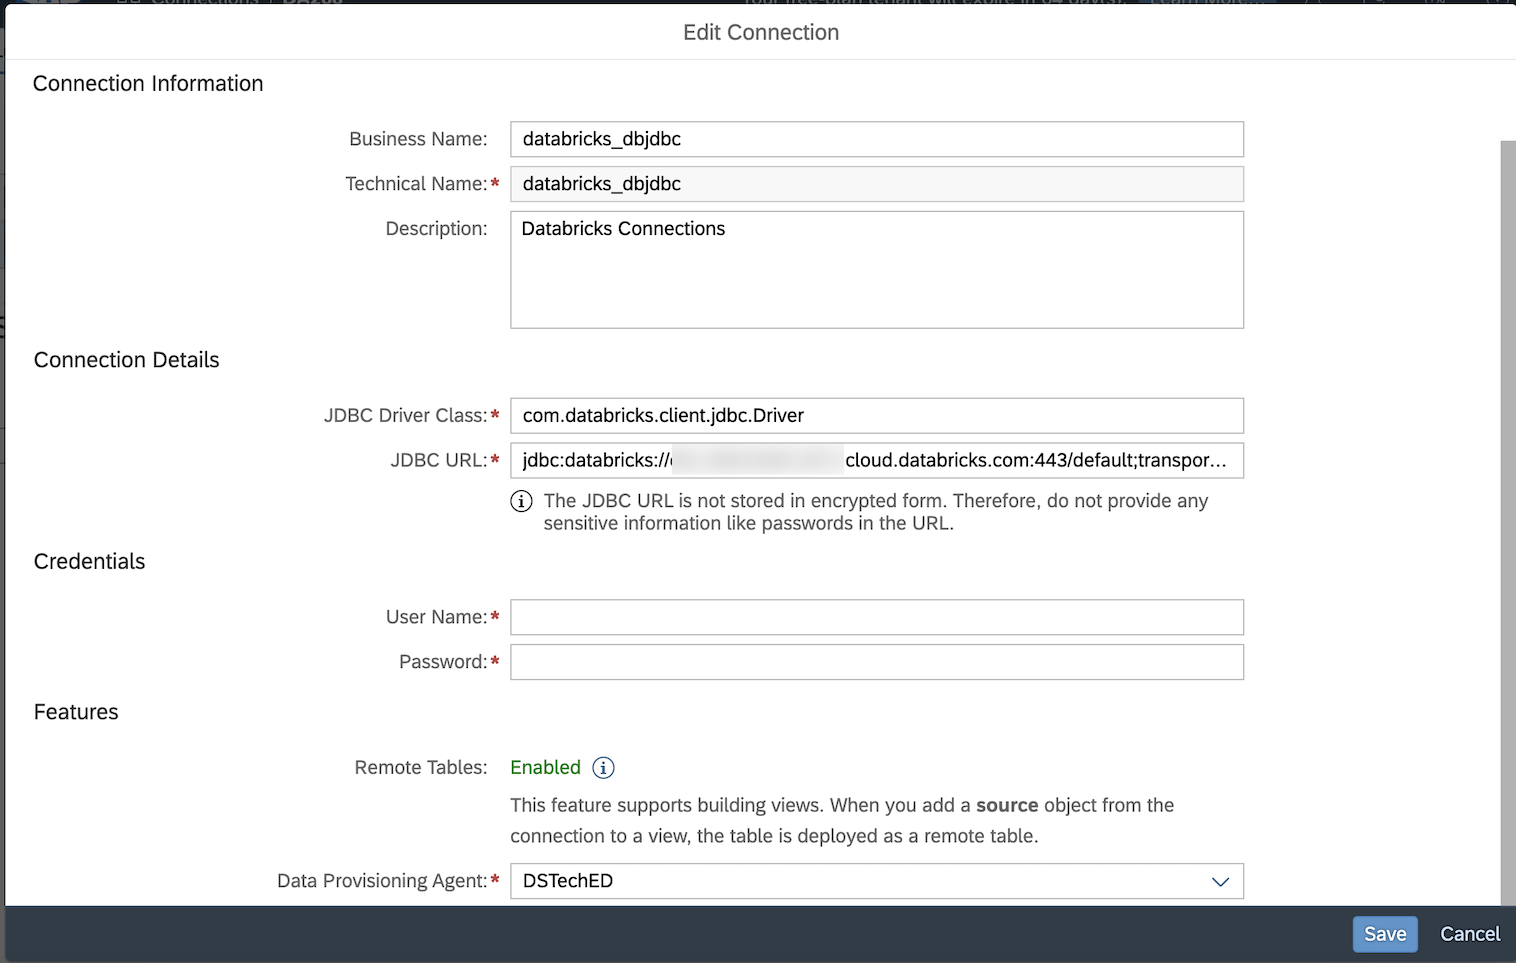 Edit Connection
Connection Information
Business Name: databricks_dbjdbc
Technical Name:* databricks_dbjdbc
Description: Databricks Connections
Connection Details
JDBC Driver Class:* com.databricks.client.jdbc.Driver
JDBC URL:* jdbc:databricks:// cloud.databricks.com:443/default;transpor...
The JDBC URL is not stored in encrypted form. Therefore, do not provide any
sensitive information like passwords in the URL.
Credentials
User Name:*
Password:*
Features
Remote Tables: Enabled
This feature supports building views. When you add a source object from the
connection to a view, the table is deployed as a remote table.
Data Provisioning Agent:* DSTechED
Save Cancel